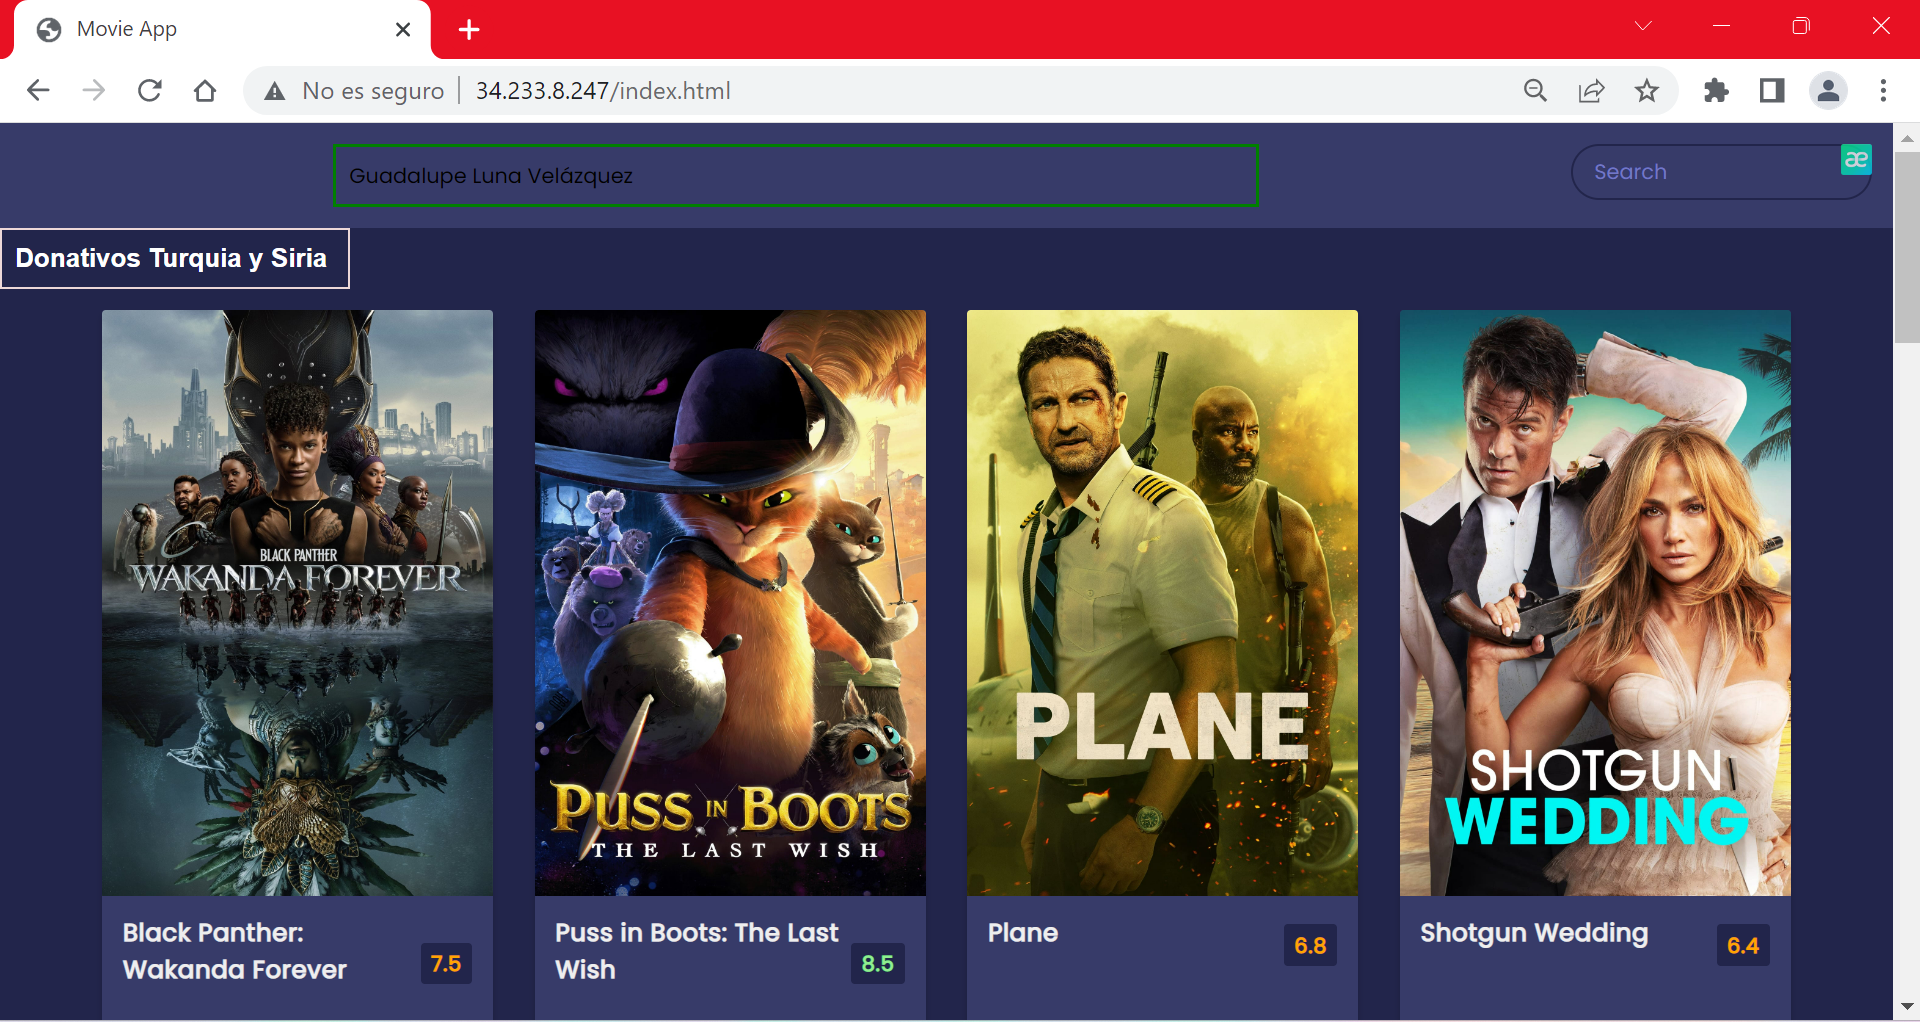 Movie App
No es seguro
34.233.8.247/index.html
Guadalupe Luna Velázquez
Search
æ
Donativos Turquia y Siria
BLACK PANTHER
WAKANDA FOREVER
PUSS IN BOOTS
THE LAST WISH
PLANE
SHOTGUN
WEDDING
Black Panther:
Wakanda Forever
7.5
Puss in Boots: The Last
Wish
8.5
Plane
6.8
Shotgun Wedding
6.4